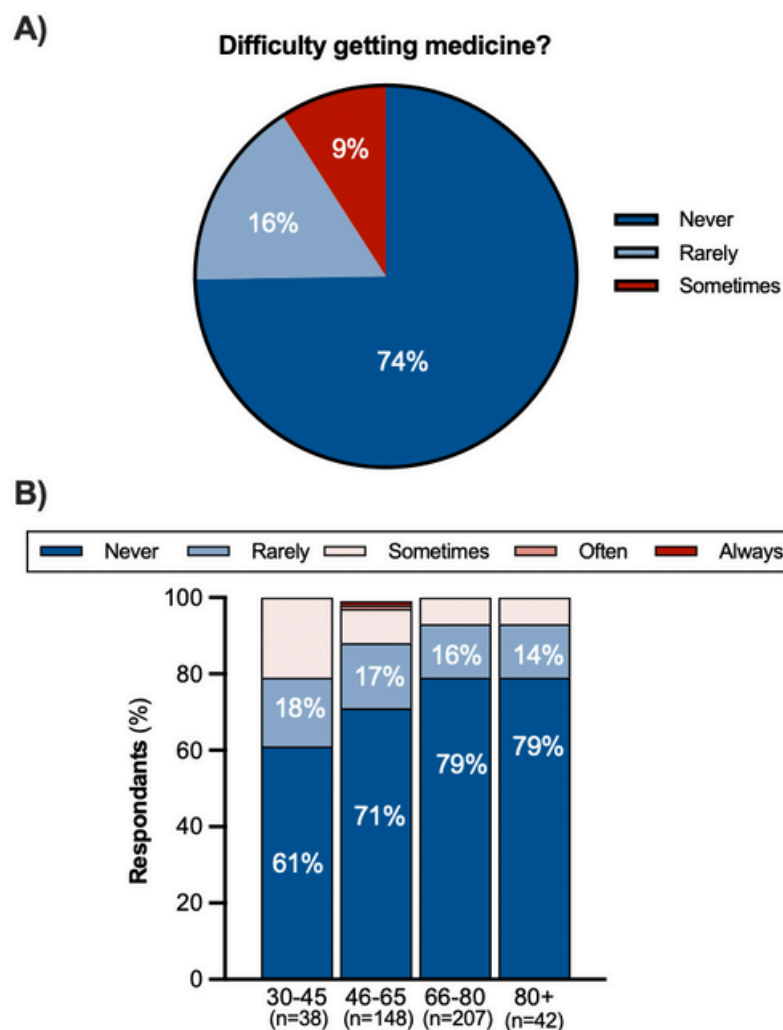 A)
Difficulty getting medicine?
9%
16%
74%
Never
Rarely
Sometimes
B)
Never Rarely Sometimes Often Always
Respondants (%)
100
80
60
40
20
0
18%
61%
17%
71%
16%
79%
14%
79%
30-45 46-65 66-80 80+
(n=38) (n=148) (n=207) (n=42)